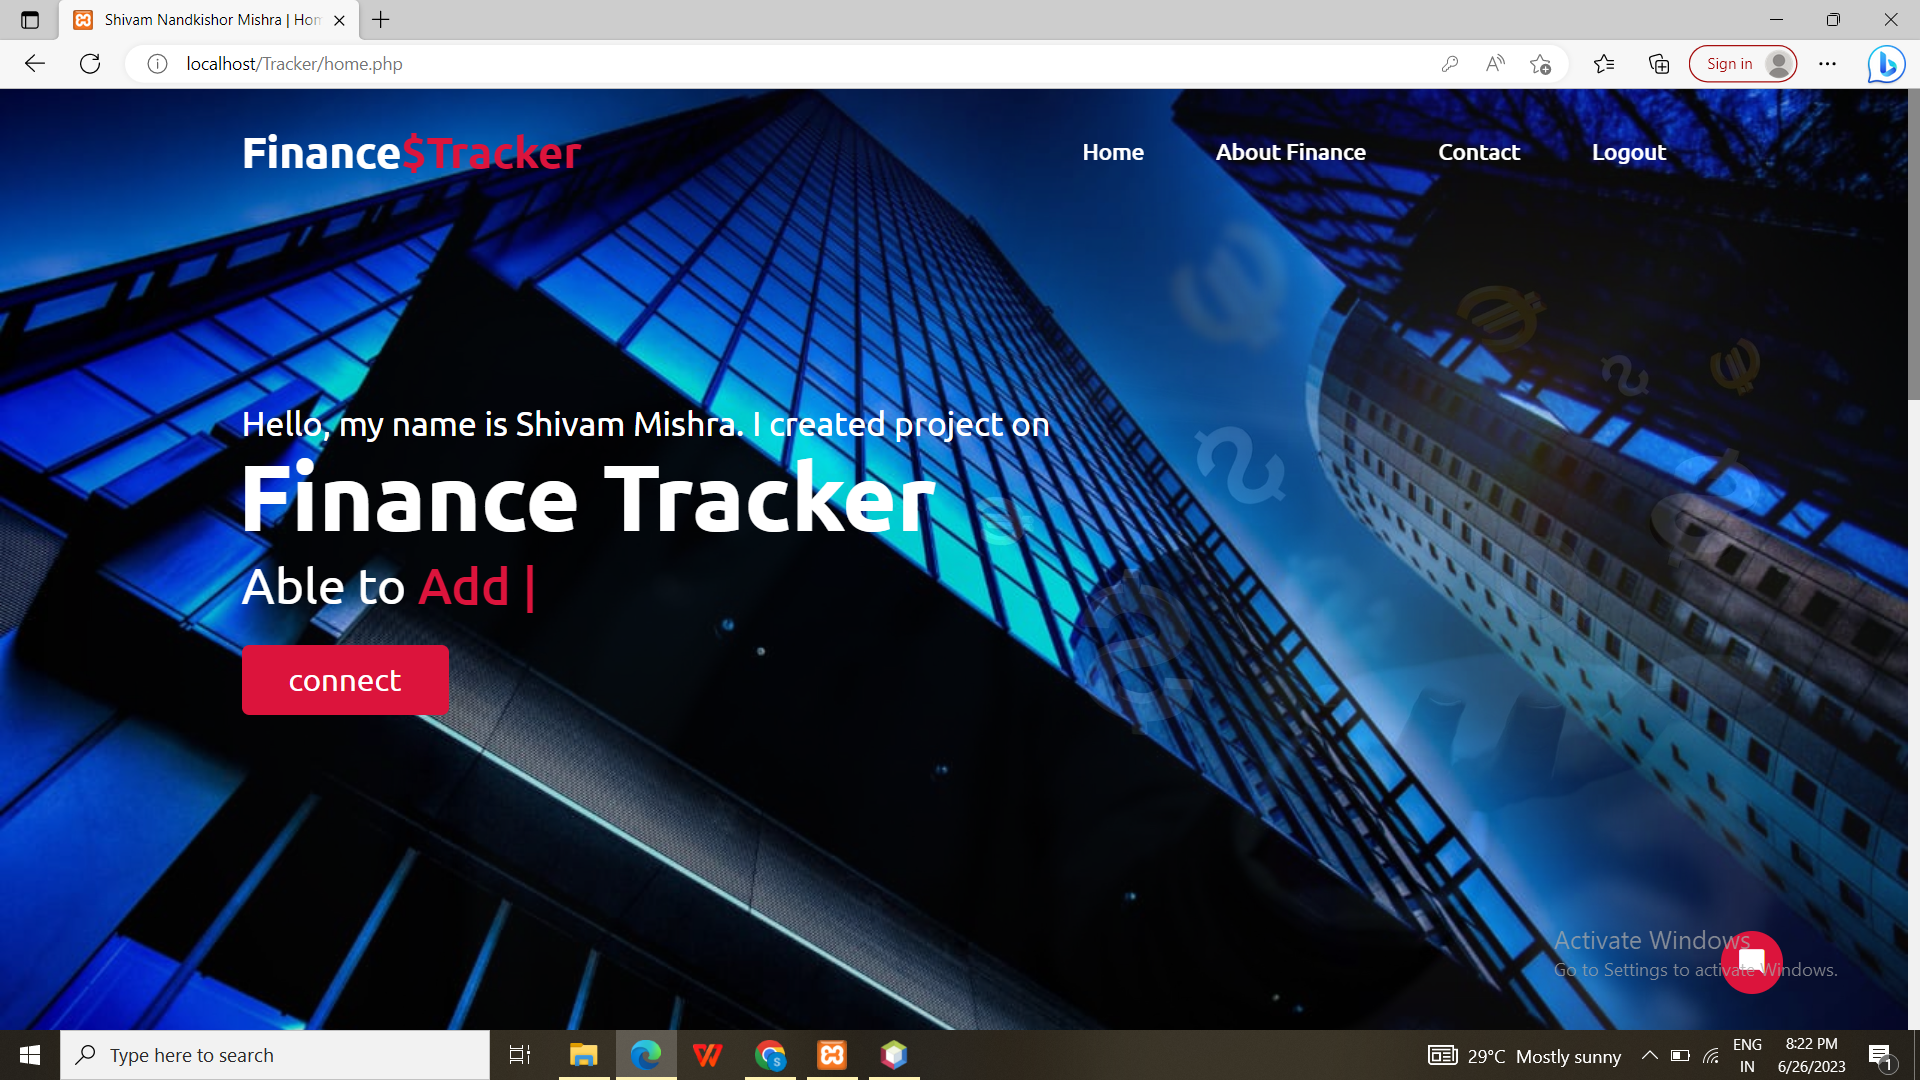 Shivam Nandkishor Mishra | Hom
localhost/Tracker/home.php
Sign in
Finance$Tracker
Home
About Finance
Contact
Logout
Hello, my name is Shivam Mishra. I created project on
Finance Tracker
Able to Add |
connect
Activate Windows
Go to Settings to activate Windows.
Type here to search
29°C Mostly sunny
ENG
IN
8:22 PM
6/26/2023
1